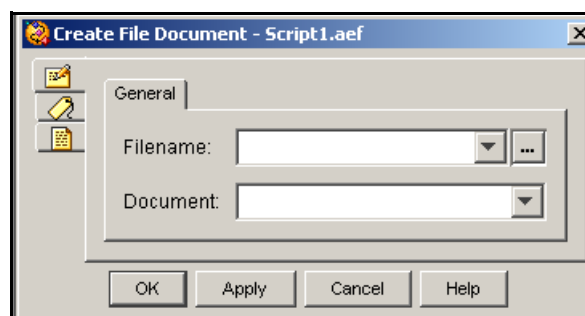 Create File Document - Script1.aef
General
Filename:
...
Document:
OK Apply Cancel Help